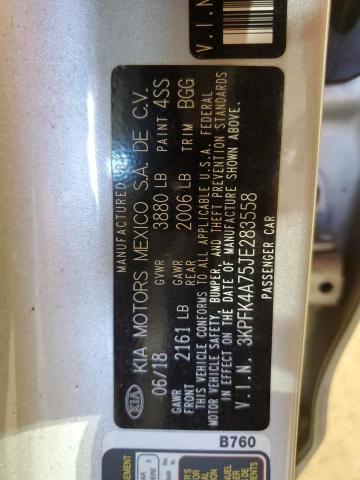 MANUFACTURED BY
KIA MOTORS MEXICO S.A. DE C.V.
KIA
06/18 GVWR 3880 LB PAINT 4SS
GAWR FRONT 2161 LB GAWR REAR 2006 LB TRIM BGG
THIS VEHICLE CONFORMS TO ALL APPLICABLE U.S.A. FEDERAL
MOTOR VEHICLE SAFETY, BUMPER, AND THEFT PREVENTION STANDARDS
IN EFFECT ON THE DATE OF MANUFACTURE SHOWN ABOVE.
V.I.N. 3KPFK4A75JE283558
PASSENGER CAR
V.I.N
B760